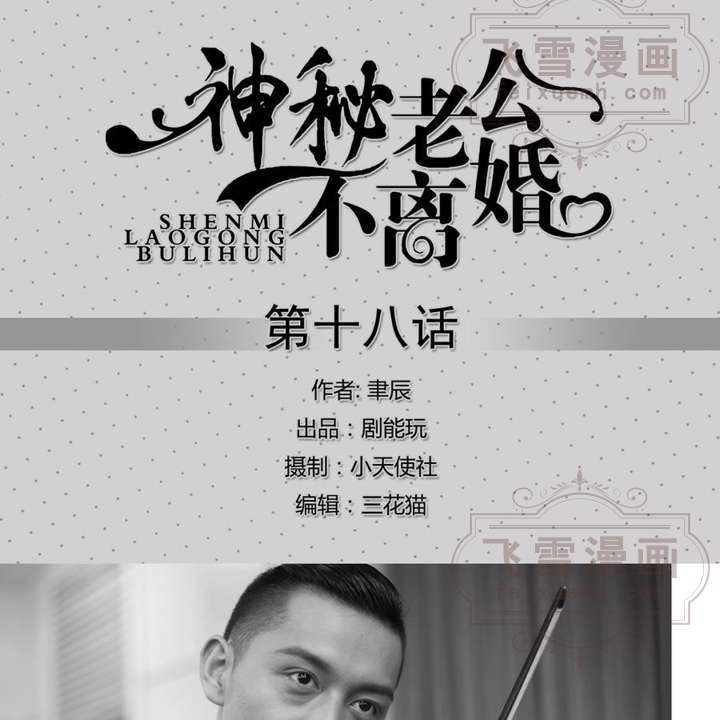 飞雪漫画
feixuemh.com
神秘老公
不离婚
SHENMI
LAOGONG
BULIHUN
第十八话
作者: 聿辰
出品：剧能玩
摄制：小天使社
编辑：三花猫
飞雪漫画